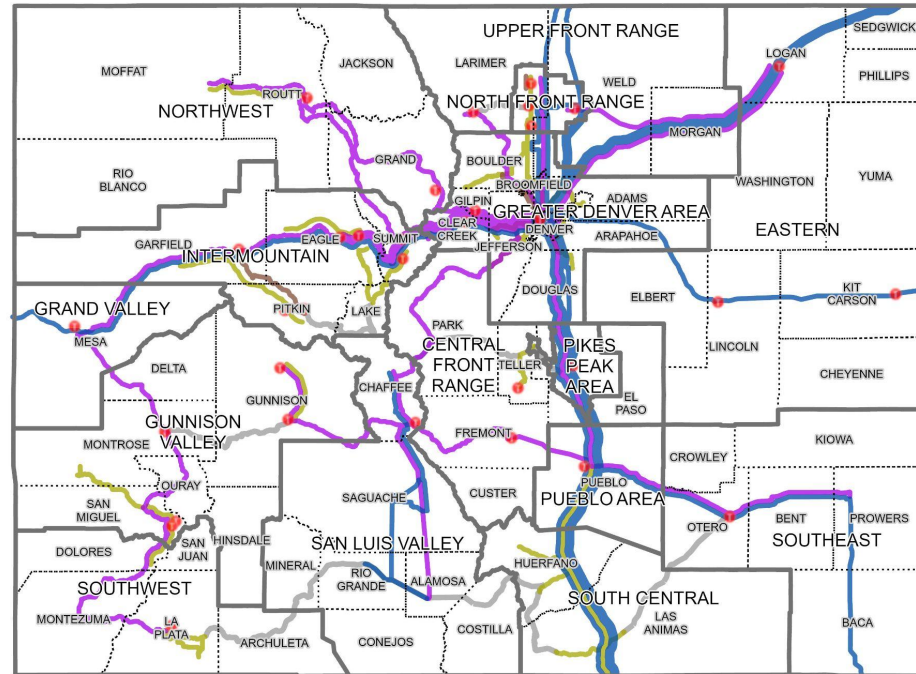 UPPER FRONT RANGE
SEDGWICK
LOGAN
MOFFAT
JACKSON
LARIMER
PHILLIPS
WELD
ROUTT
NORTHWEST
NORTH FRONT RANGE
MORGAN
GRAND
BOULDER
RIO
BLANCO
BROOMFIELD
ADAMS
WASHINGTON
YUMA
GILPIN
GREATER DENVER AREA
CLEAR
CREEK
DENVER
ARAPAHOE
EASTERN
EAGLE
SUMMIT
JEFFERSON
GARFIELD
INTERMOUNTAIN
DOUGLAS
ELBERT
KIT
CARSON
GRAND VALLEY
PITKIN
LAKE
PARK
MESA
LINCOLN
CENTRAL
FRONT
RANGE
TELLER
PIKES
PEAK
AREA
DELTA
CHEYENNE
CHAFFEE
GUNNISON
EL
PASO
GUNNISON
VALLEY
MONTROSE
FREMONT
KIOWA
CROWLEY
OURAY
PUEBLO
PUEBLO AREA
SAGUACHE
CUSTER
SAN
MIGUEL
OTERO
BENT
PROWERS
SOUTHEAST
SAN
JUAN
HINSDALE
SAN LUIS VALLEY
DOLORES
MINERAL
RIO
GRANDE
ALAMOSA
HUERFANO
SOUTHWEST
SOUTH CENTRAL
MONTEZUMA
LA
PLATA
ARCHULETA
CONEJOS
COSTILLA
LAS
ANIMAS
BACA